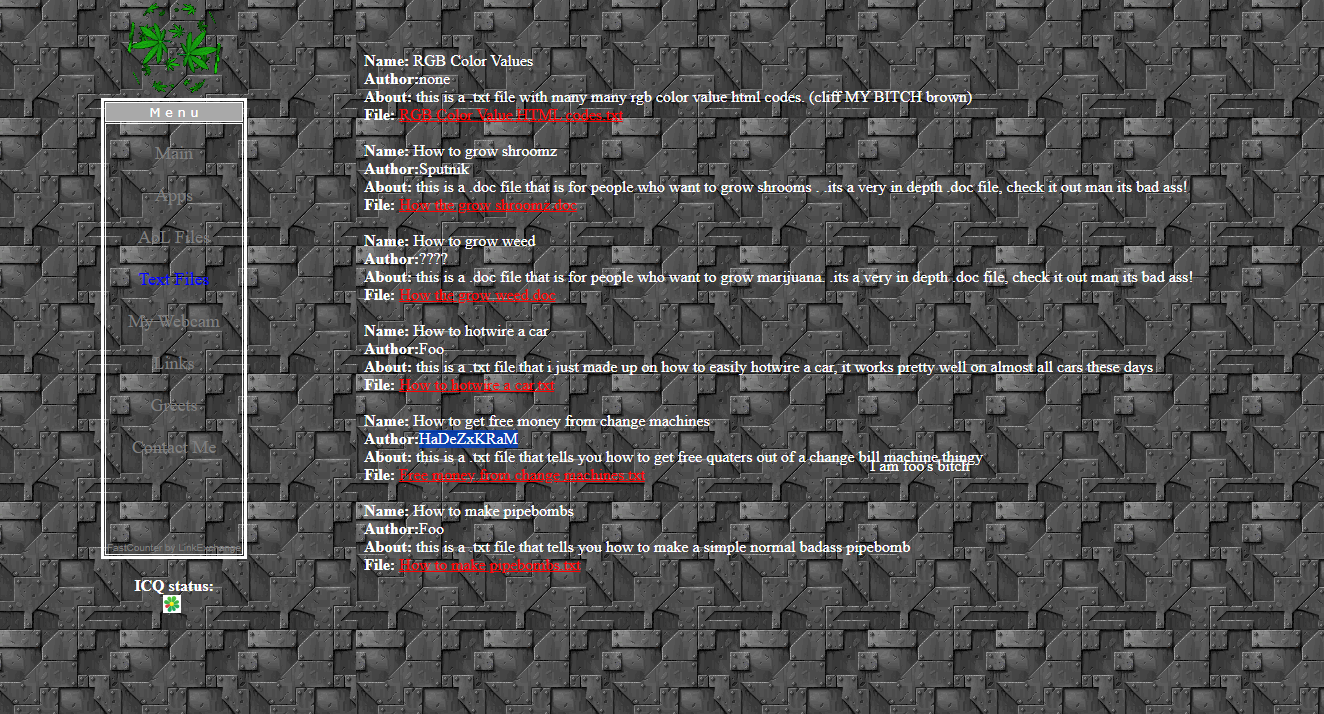 Menu
Main
Apps
ApL Files
Text Files
My Webcam
Links
Greets
Contact Me
FastCounter by LinkExchange
ICQ status:
Name: RGB Color Values
Author:none
About: this is a .txt file with many many rgb color value html codes. (cliff MY BITCH brown)
File: RGB Color Value HTML codes.txt
Name: How to grow shroomz
Author:Sputnik
About: this is a .doc file that is for people who want to grow shrooms . .its a very in depth .doc file, check it out man its bad ass!
File: How the grow shroomz.doc
Name: How to grow weed
Author:????
About: this is a .doc file that is for people who want to grow marijuana. .its a very in depth .doc file, check it out man its bad ass!
File: How the grow weed.doc
Name: How to hotwire a car
Author:Foo
About: this is a .txt file that i just made up on how to easily hotwire a car, it works pretty well on almost all cars these days
File: How to hotwire a car.txt
Name: How to get free money from change machines
Author:HaDeZxKRaM
About: this is a .txt file that tells you how to get free quaters out of a change bill machine thingy
I am foo's bitch
File: Free money from change machines.txt
Name: How to make pipebombs
Author:Foo
About: this is a .txt file that tells you how to make a simple normal badass pipebomb
File: How to make pipebombs.txt